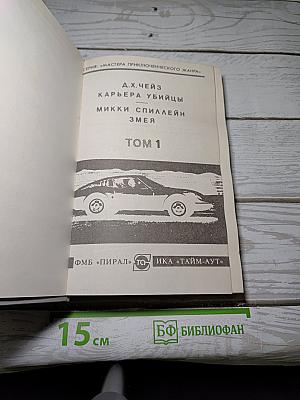 СЕРИЯ: «МАСТЕРА ПРИКЛЮЧЕНЧЕСКОГО ЖАНРА»
Д.Х.ЧЕЙЗ
КАРЬЕРА УБИЙЦЫ
МИККИ СПИЛЛЕЙН
ЗМЕЯ
ТОМ 1
ФМБ «ПИРАЛ»
ИКА «ТАЙМ-АУТ»
15 см
БФ БИБЛИОФАН